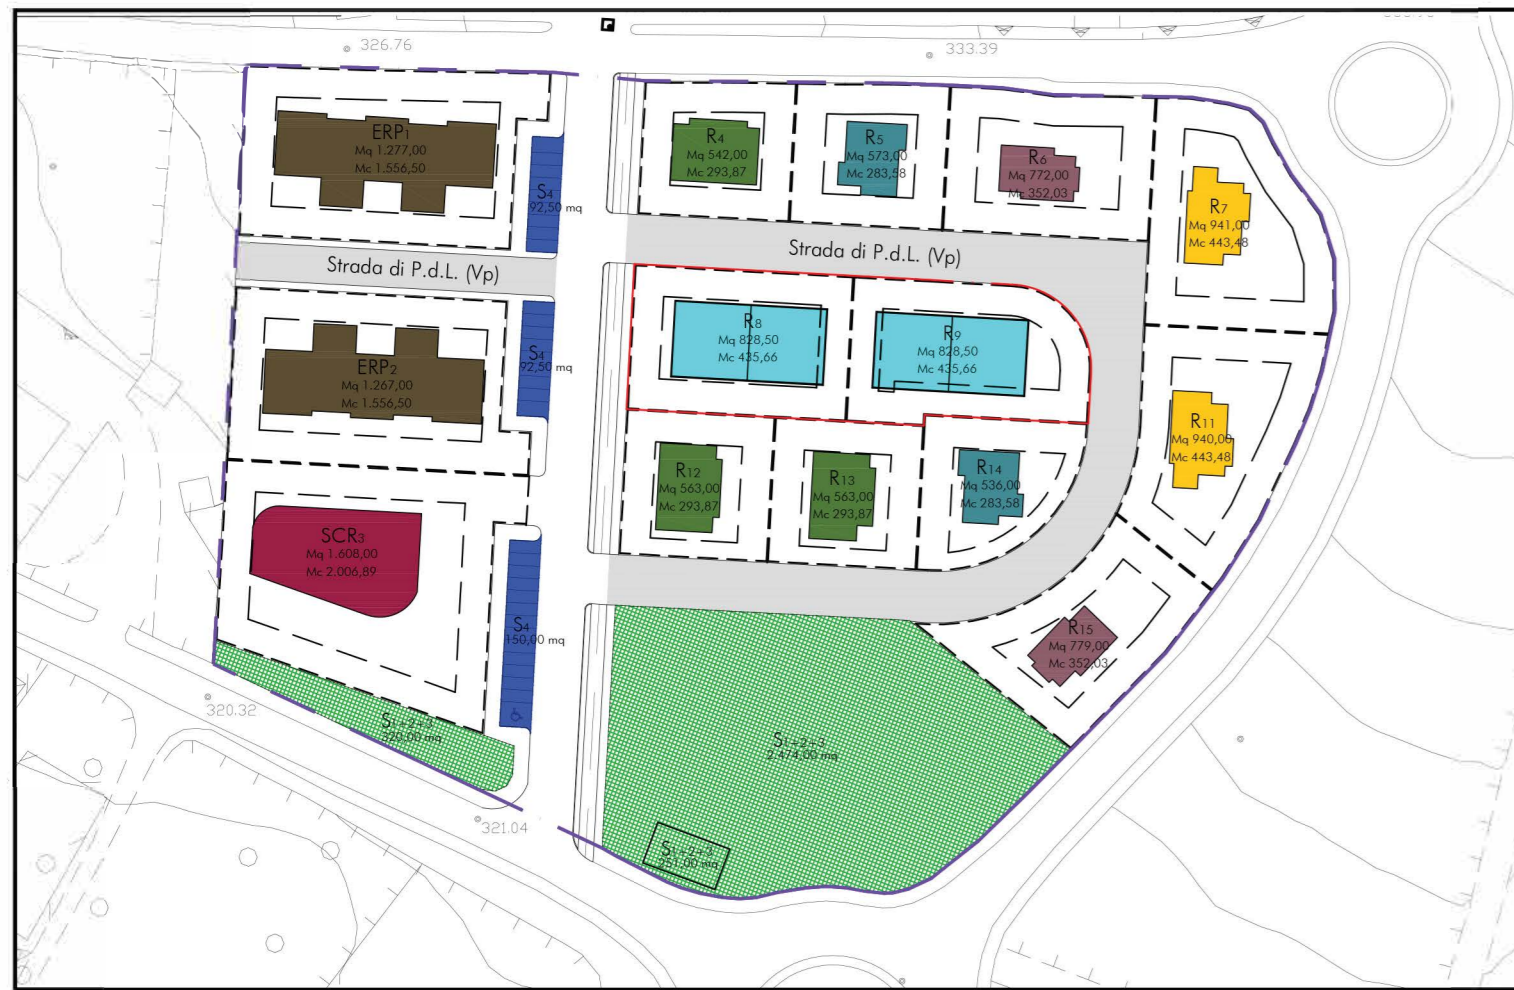 326.76
333.39
ERP1
Mq 1.277,00
Mc 1.556,50
S4
92,50 mq
R4
Mq 542,00
Mc 293,87
R5
Mq 573,00
Mc 283,58
R6
Mq 772,00
Mc 352,03
R7
Mq 941,00
Mc 443,48
Strada di P.d.L. (Vp)
Strada di P.d.L. (Vp)
ERP2
Mq 1.267,00
Mc 1.556,50
S4
92,50 mq
R8
Mq 828,50
Mc 435,66
R9
Mq 828,50
Mc 435,66
R11
Mq 940,00
Mc 443,48
R12
Mq 563,00
Mc 293,87
R13
Mq 563,00
Mc 293,87
R14
Mq 536,00
Mc 283,58
SCR3
Mq 1.608,00
Mc 2.006,89
S4
150,00 mq
R15
Mq 779,00
Mc 352,03
320.32
S1+2+3
320,00 mq
S1+2+3
2.474,00 mq
321.04
S1+2+3
251,00 mq